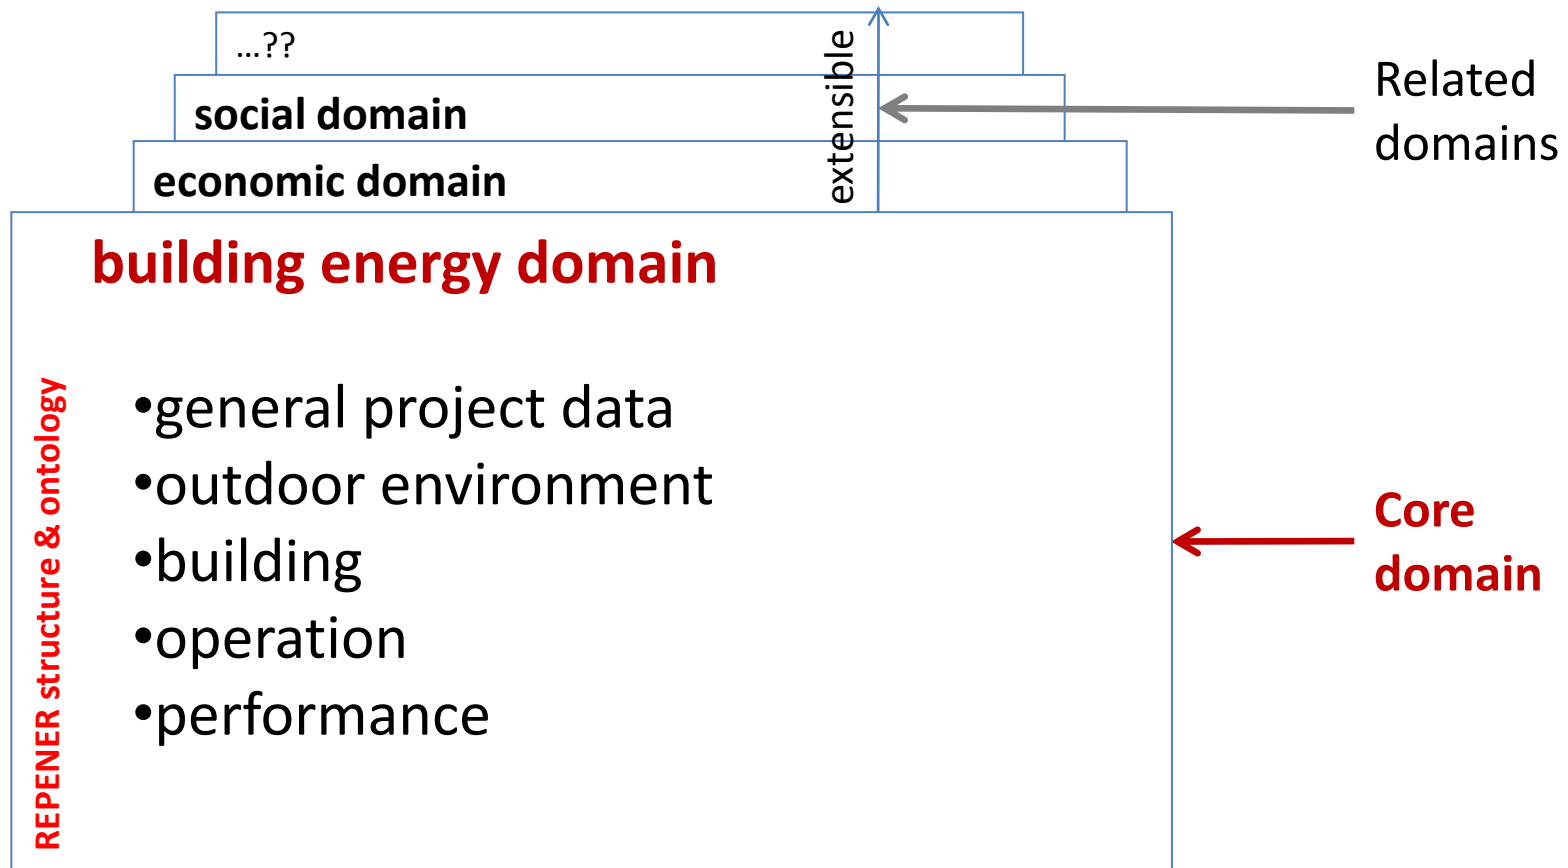 …??
social domain
economic domain
extensible
Related
domains
building energy domain
REPENER structure & ontology
•general project data
•outdoor environment
•building
•operation
•performance
Core
domain